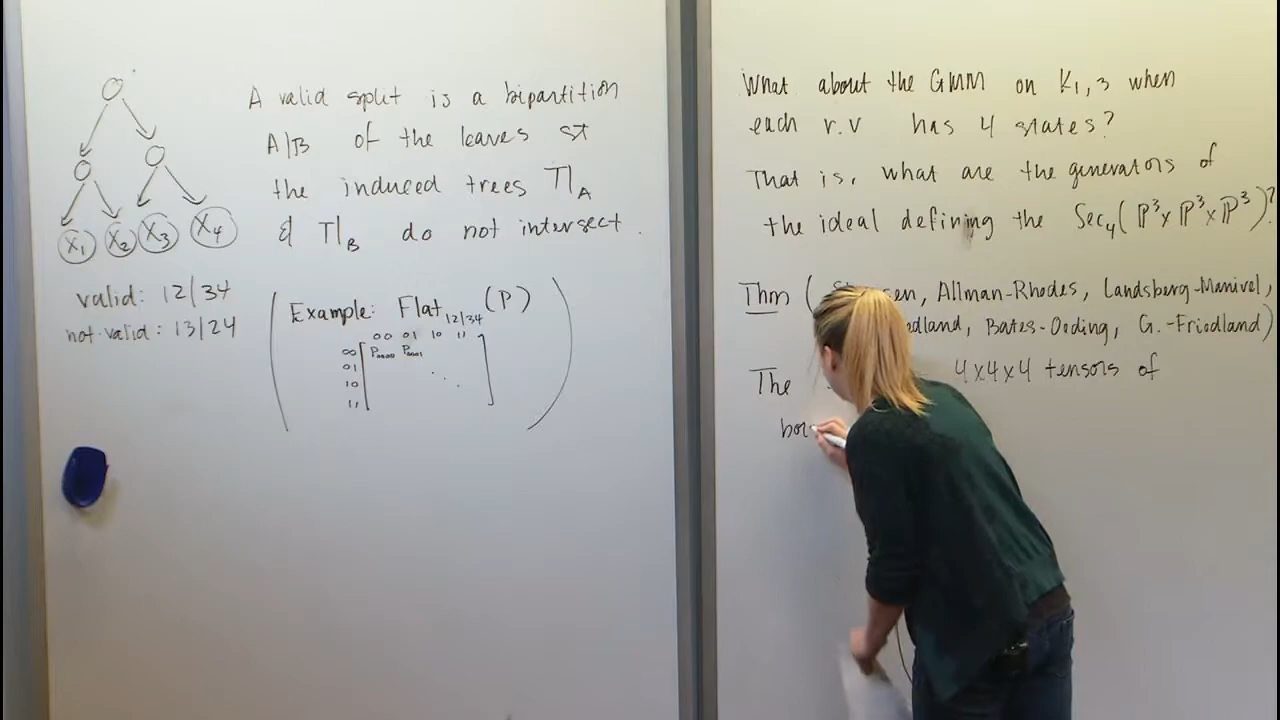 A valid split is a bipartition
A|B of the leaves st
the induced trees T|A
& T|B do not intersect.
X1 X2 X3 X4
valid: 12/34
not valid: 13/24
Example: Flat12/34 (P)
00 01 10 11
00 P0000 P0001
01
10
11
What about the GMM on K1,3 when
each r.v has 4 states?
That is, what are the generators of
the ideal defining the Sec4(P³xP³xP³)?
Thm ( Allman-Rhodes, Landsberg-Manivel,
Bates-Oeding, G.-Friedland)
The 4x4x4 tensors of